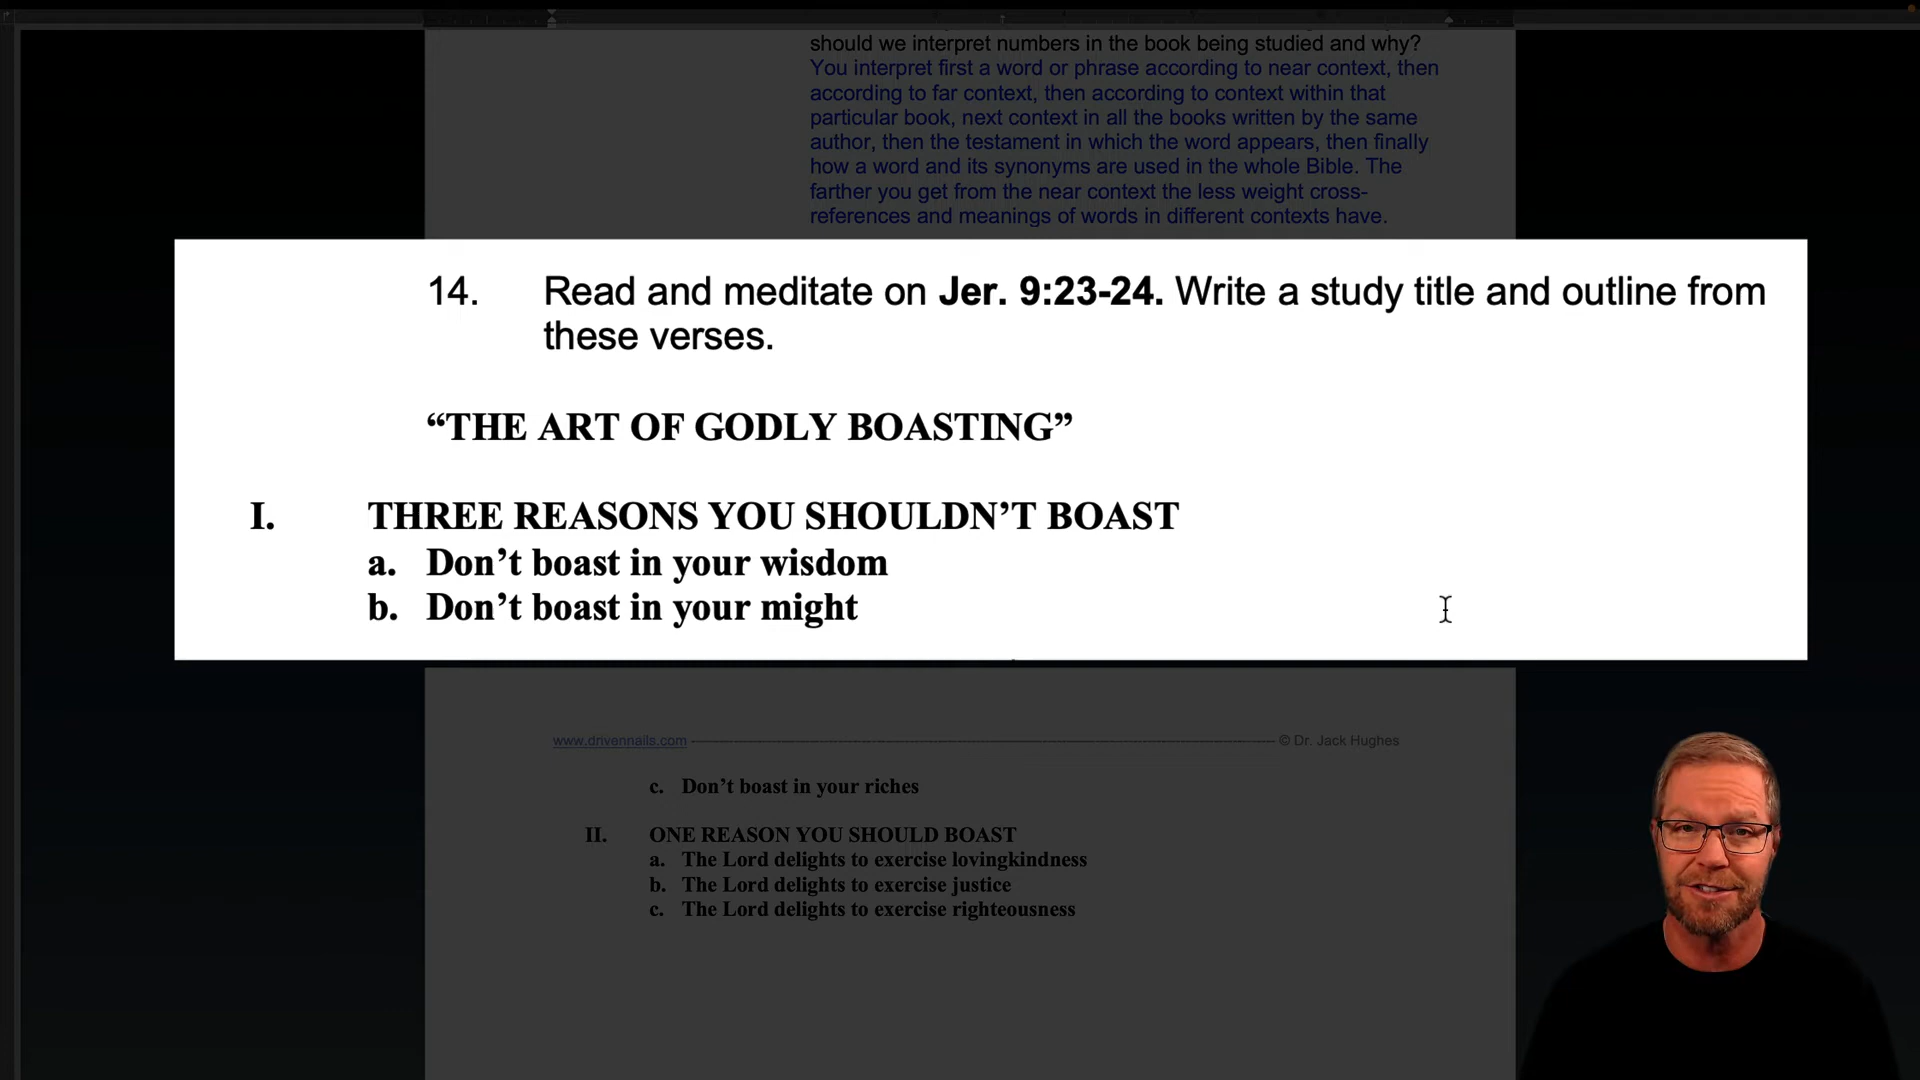 should we interpret numbers in the book being studied and why?
You interpret first a word or phrase according to near context, then
according to far context, then according to context within that
particular book, next context in all the books written by the same
author, then the testament in which the word appears, then finally
how a word and its synonyms are used in the whole Bible. The
farther you get from the near context the less weight cross-
references and meanings of words in different contexts have.
14. Read and meditate on Jer. 9:23-24. Write a study title and outline from
these verses.
“THE ART OF GODLY BOASTING”
I. THREE REASONS YOU SHOULDN’T BOAST
a. Don’t boast in your wisdom
b. Don’t boast in your might
www.drivennails.com © Dr. Jack Hughes
c. Don’t boast in your riches
II. ONE REASON YOU SHOULD BOAST
a. The Lord delights to exercise lovingkindness
b. The Lord delights to exercise justice
c. The Lord delights to exercise righteousness